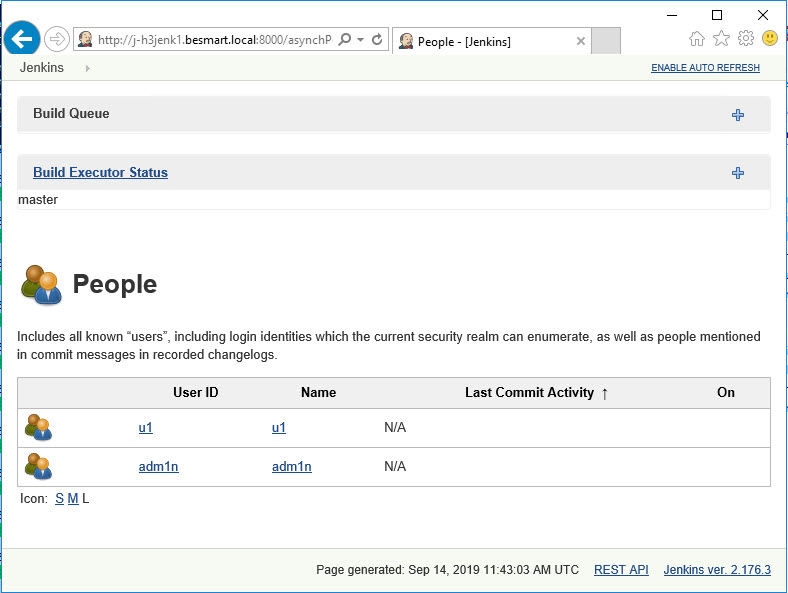 http://j-h3jenk1.besmart.local:8000/asynchP
People - [Jenkins]
Jenkins
ENABLE AUTO REFRESH
Build Queue
Build Executor Status
master
People
Includes all known “users”, including login identities which the current security realm can enumerate, as well as people mentioned
in commit messages in recorded changelogs.
User ID Name Last Commit Activity ↑ On
u1 u1 N/A
adm1n adm1n N/A
Icon: S M L
Page generated: Sep 14, 2019 11:43:03 AM UTC REST API Jenkins ver. 2.176.3